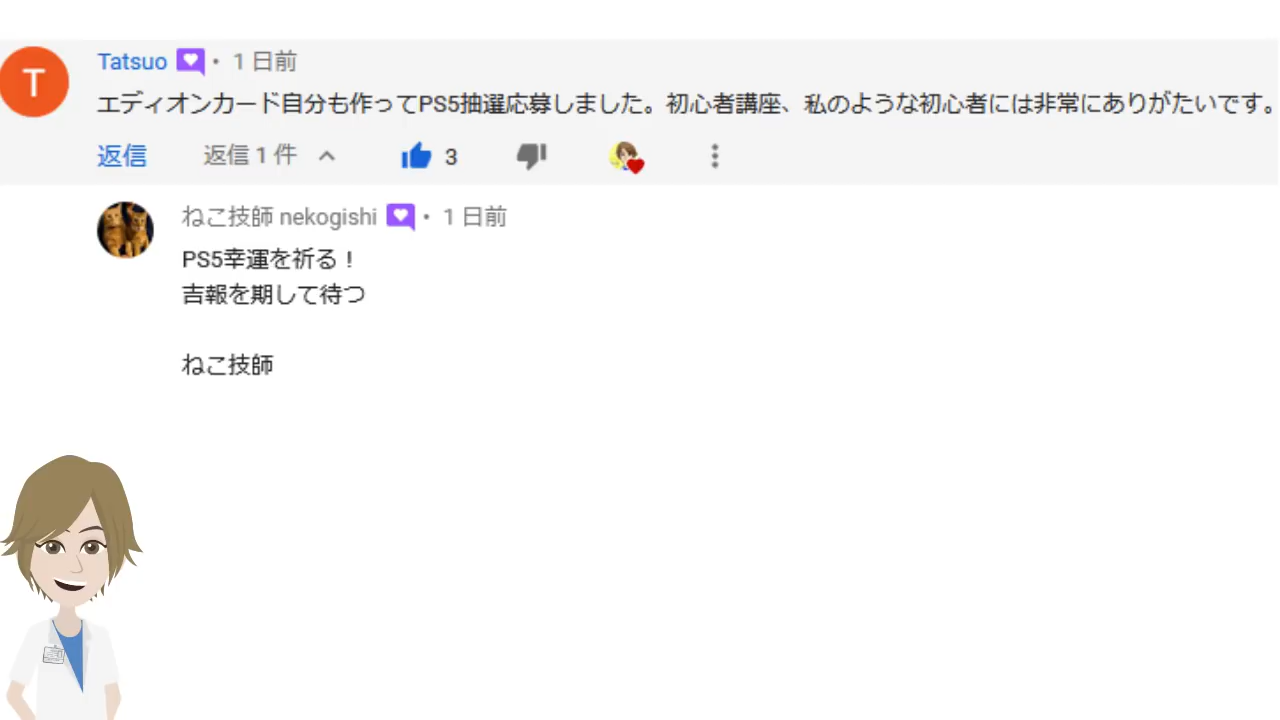 T
Tatsuo • 1 日前
エディオンカード自分も作ってPS5抽選応募しました。初心者講座、私のような初心者には非常にありがたいです。
返信 返信 1 件 3
ねこ技師 nekogishi • 1 日前
PS5幸運を祈る！
吉報を期して待つ
ねこ技師